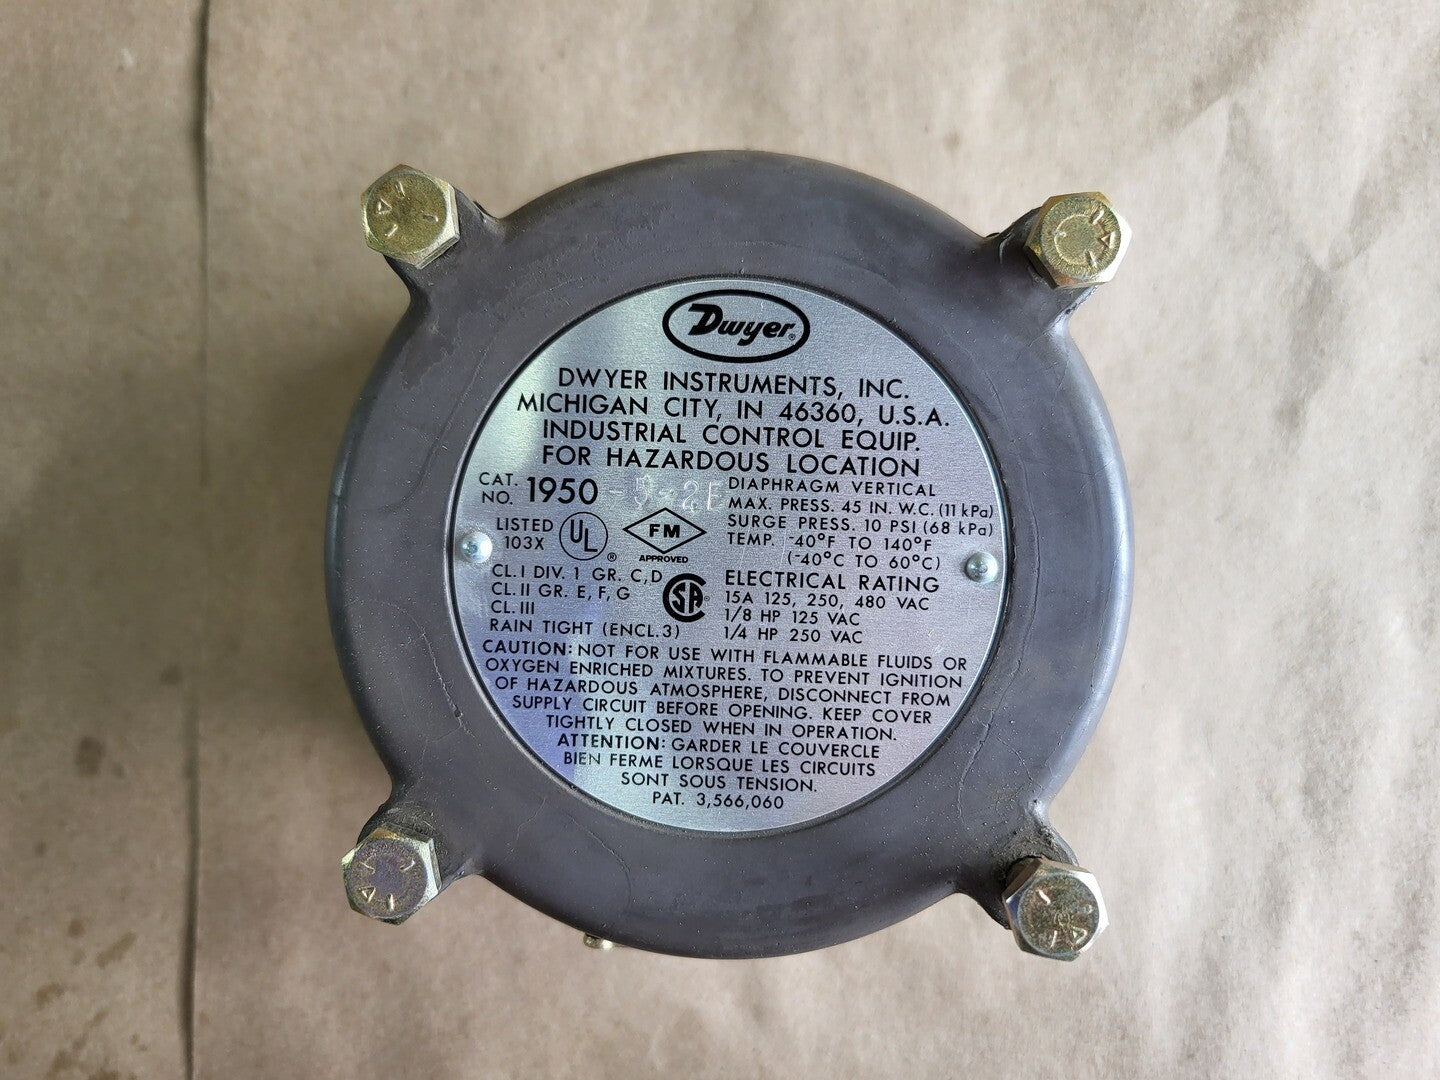 Dwyer®
DWYER INSTRUMENTS, INC.
MICHIGAN CITY, IN 46360, U.S.A.
INDUSTRIAL CONTROL EQUIP.
FOR HAZARDOUS LOCATION
CAT. NO. 1950
LISTED 103X
UL®
FM
APPROVED
CL. I DIV. 1 GR. C, D
CL. II GR. E, F, G
CL. III
RAIN TIGHT (ENCL.3)
SA®
DIAPHRAGM VERTICAL
MAX. PRESS. 45 IN. W.C. (11 kPa)
SURGE PRESS. 10 PSI (68 kPa)
TEMP. -40°F TO 140°F
(-40°C TO 60°C)
ELECTRICAL RATING
15A 125, 250, 480 VAC
1/8 HP 125 VAC
1/4 HP 250 VAC
CAUTION: NOT FOR USE WITH FLAMMABLE FLUIDS OR
OXYGEN ENRICHED MIXTURES. TO PREVENT IGNITION
OF HAZARDOUS ATMOSPHERE, DISCONNECT FROM
SUPPLY CIRCUIT BEFORE OPENING. KEEP COVER
TIGHTLY CLOSED WHEN IN OPERATION.
ATTENTION: GARDER LE COUVERCLE
BIEN FERME LORSQUE LES CIRCUITS
SONT SOUS TENSION.
PAT. 3,566,060